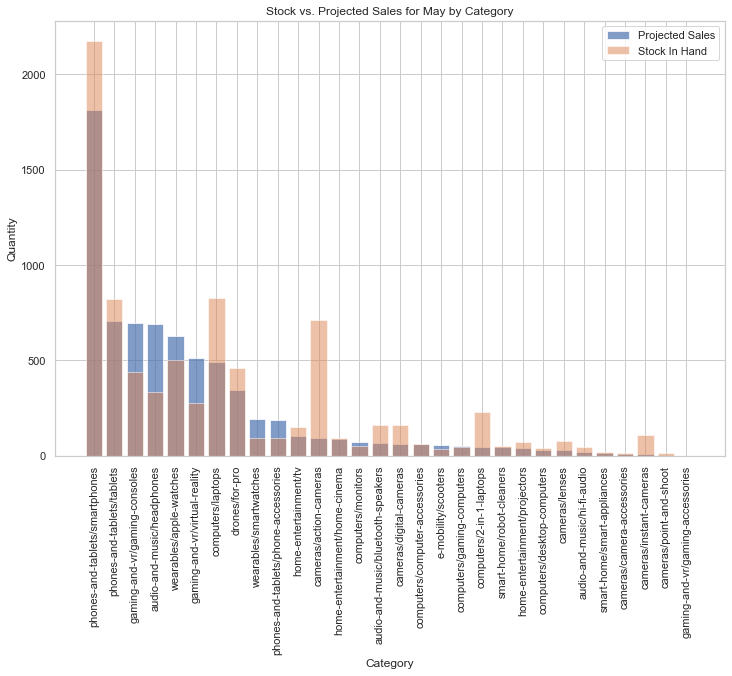 Stock vs. Projected Sales for May by Category
Projected Sales
Stock In Hand
Quantity
2000
1500
1000
500
0
phones-and-tablets/smartphones
phones-and-tablets/tablets
gaming-and-vr/gaming-consoles
audio-and-music/headphones
wearables/apple-watches
gaming-and-vr/virtual-reality
computers/laptops
drones/for-pro
wearables/smartwatches
phones-and-tablets/phone-accessories
home-entertainment/tv
cameras/action-cameras
home-entertainment/home-cinema
computers/monitors
audio-and-music/bluetooth-speakers
cameras/digital-cameras
computers/computer-accessories
e-mobility/scooters
computers/gaming-computers
computers/2-in-1-laptops
smart-home/robot-cleaners
home-entertainment/projectors
computers/desktop-computers
cameras/lenses
audio-and-music/hi-fi-audio
smart-home/smart-appliances
cameras/camera-accessories
cameras/instant-cameras
cameras/point-and-shoot
gaming-and-vr/gaming-accessories
Category